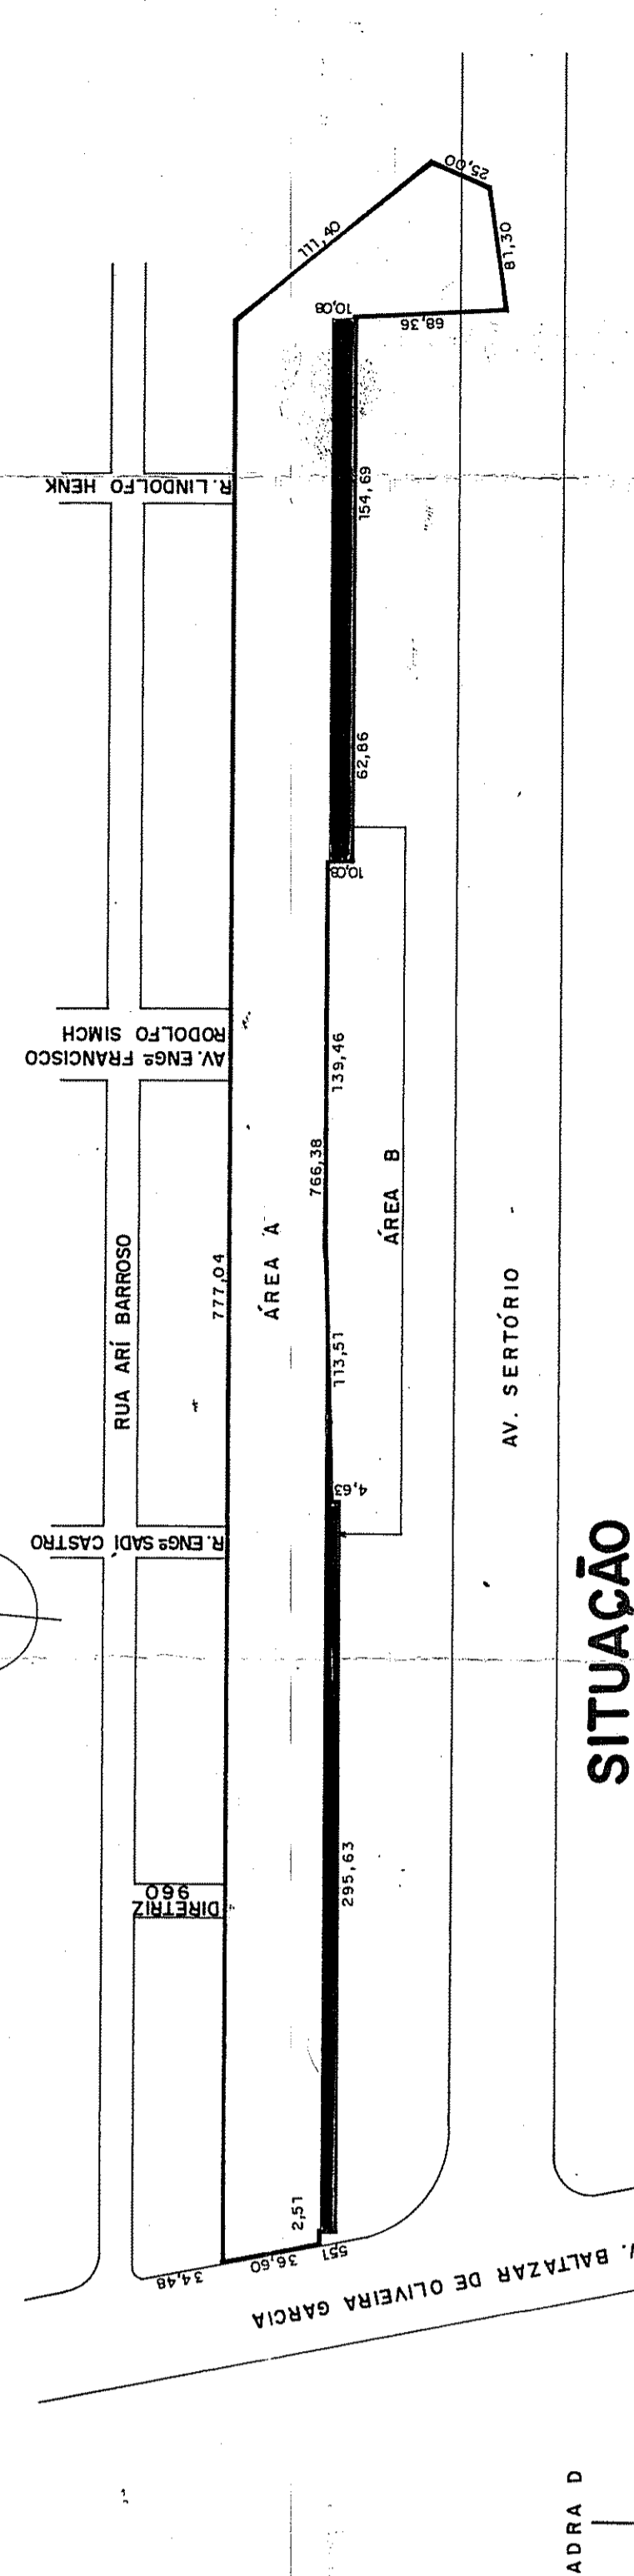 25,00
111,40
81,30
10,08
68,36
R. LINDOLFO HENK
154,69
62,86
10,08
AV. ENGº FRANCISCO
RODOLFO SIMCH
139,46
766,38
ÁREA B
ÁREA A
777,04
RUA ARÍ BARROSO
AV. SERTÓRIO
113,51
4,63
R. ENGº SADI CASTRO
SITUAÇÃO
295,63
DIRETRIZ
960
2,51
551
36,60
34,48
V. BALTAZAR DE OLIVEIRA GARCIA
ADRA D